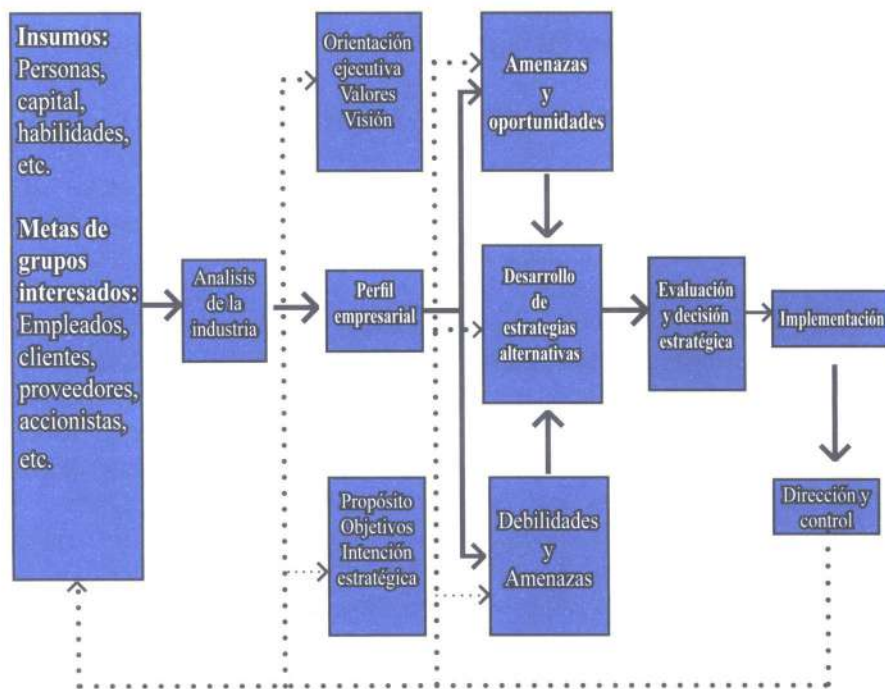 Insumos:
Personas,
capital,
habilidades,
etc.
Metas de
grupos
interesados:
Empleados,
clientes,
proveedores,
accionistas,
etc.
Analisis
de la
industria
Orientación
ejecutiva
Valores
Visión
Perfil
empresarial
Propósito
Objetivos
Intención
estratégica
Amenazas
y
oportunidades
Desarrollo
de
estrategias
alternativas
Debilidades
y
Amenazas
Evaluación
y decisión
estratégica
Implementación
Dirección y
control